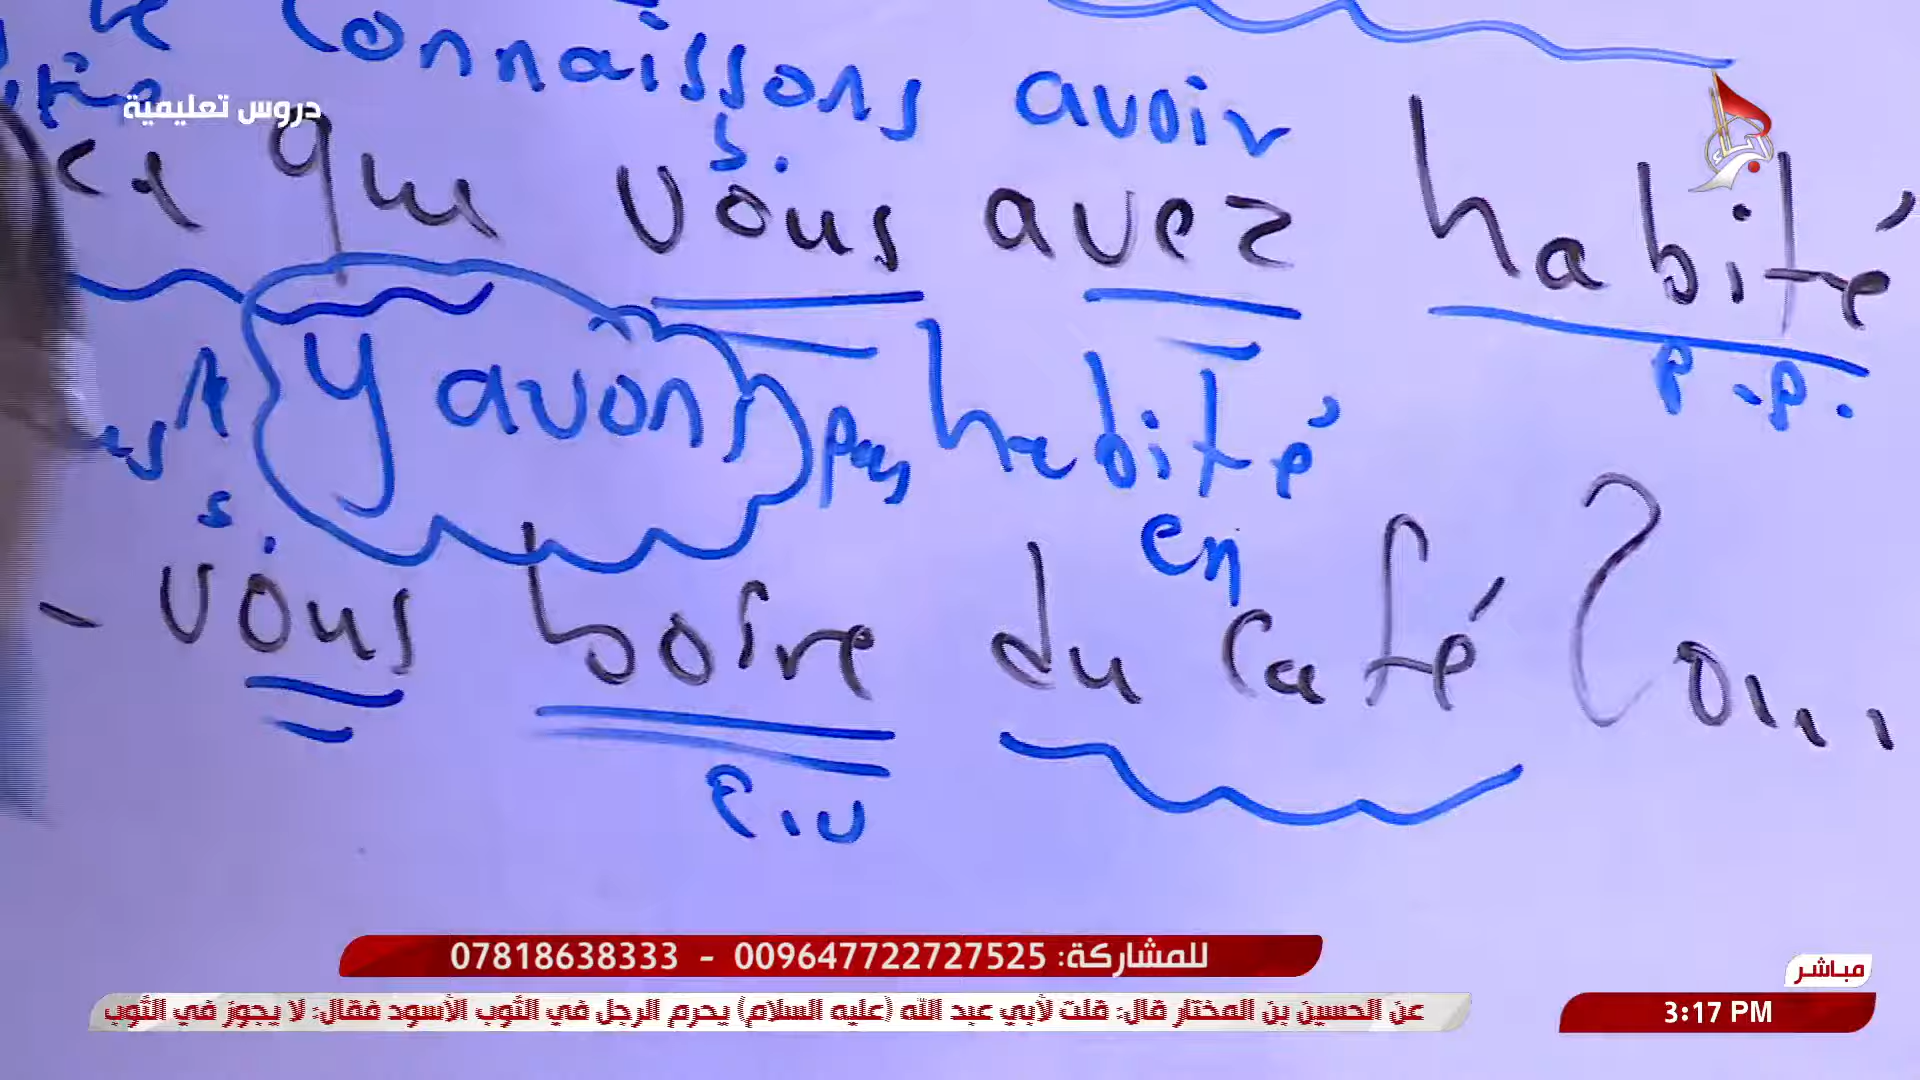 connaissons avoir
دروس تعليمية
que vous avez habité
s.
P.P.
y avons pas habité
s.
en
- vous boire du café ? Oui..
P.V
للمشاركة: 009647722727525 - 07818638333
مباشر
عن الحسين بن المختار قال: قلت لأبي عبد الله (عليه السلام) يحرم الرجل في الثوب الأسود فقال: لا يجوز في الثوب
3:17 PM